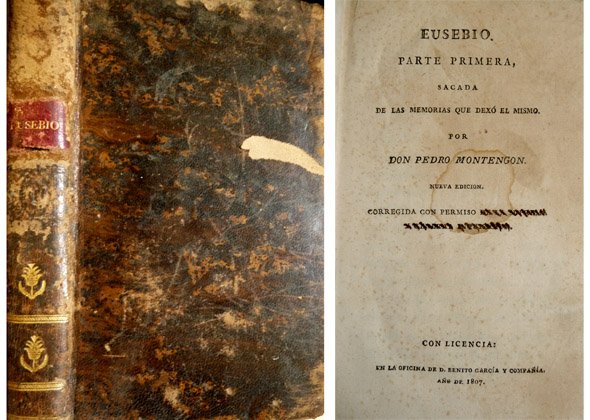 EUSEBIO
EUSEBIO.
PARTE PRIMERA,
SACADA
DE LAS MEMORIAS QUE DEXÓ EL MISMO.
POR
DON PEDRO MONTENGON.
NUEVA EDICION.
CORREGIDA CON PERMISO
CON LICENCIA:
EN LA OFICINA DE D. BENITO GARCÍA Y COMPAÑÍA.
AÑO DE 1807.